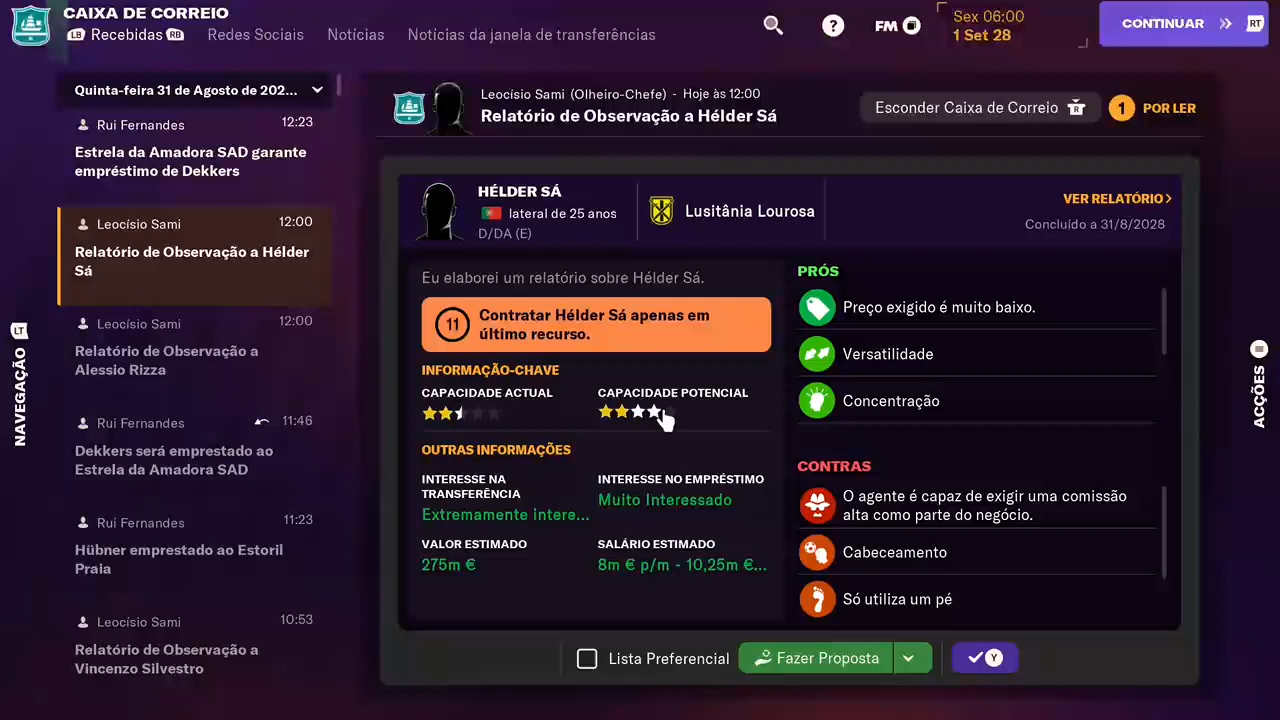 CAIXA DE CORREIO
LB Recebidas RB
Redes Sociais
Notícias
Notícias da janela de transferências
?
FM
Sex 06:00
1 Set 28
CONTINUAR
RT
Quinta-feira 31 de Agosto de 202...
Rui Fernandes
12:23
Estrela da Amadora SAD garante
empréstimo de Dekkers
Leocísio Sami
12:00
Relatório de Observação a Hélder
Sá
Leocísio Sami
12:00
Relatório de Observação a
Alessio Rizza
Rui Fernandes
11:46
Dekkers será emprestado ao
Estrela da Amadora SAD
Rui Fernandes
11:23
Hübner emprestado ao Estoril
Praia
Leocísio Sami
10:53
Relatório de Observação a
Vincenzo Silvestro
LT
NAVEGAÇÃO
Leocísio Sami (Olheiro-Chefe) - Hoje às 12:00
Relatório de Observação a Hélder Sá
Esconder Caixa de Correio
R
1
POR LER
HÉLDER SÁ
lateral de 25 anos
D/DA (E)
Lusitânia Lourosa
VER RELATÓRIO
Concluído a 31/8/2028
Eu elaborei um relatório sobre Hélder Sá.
11
Contratar Hélder Sá apenas em
último recurso.
INFORMAÇÃO-CHAVE
CAPACIDADE ACTUAL
CAPACIDADE POTENCIAL
OUTRAS INFORMAÇÕES
INTERESSE NA
TRANSFERÊNCIA
Extremamente intere...
INTERESSE NO EMPRÉSTIMO
Muito Interessado
VALOR ESTIMADO
275m €
SALÁRIO ESTIMADO
8m € p/m - 10,25m €...
PRÓS
Preço exigido é muito baixo.
Versatilidade
Concentração
CONTRAS
O agente é capaz de exigir uma comissão
alta como parte do negócio.
Cabeceamento
Só utiliza um pé
Lista Preferencial
Fazer Proposta
Y
ACÇÕES